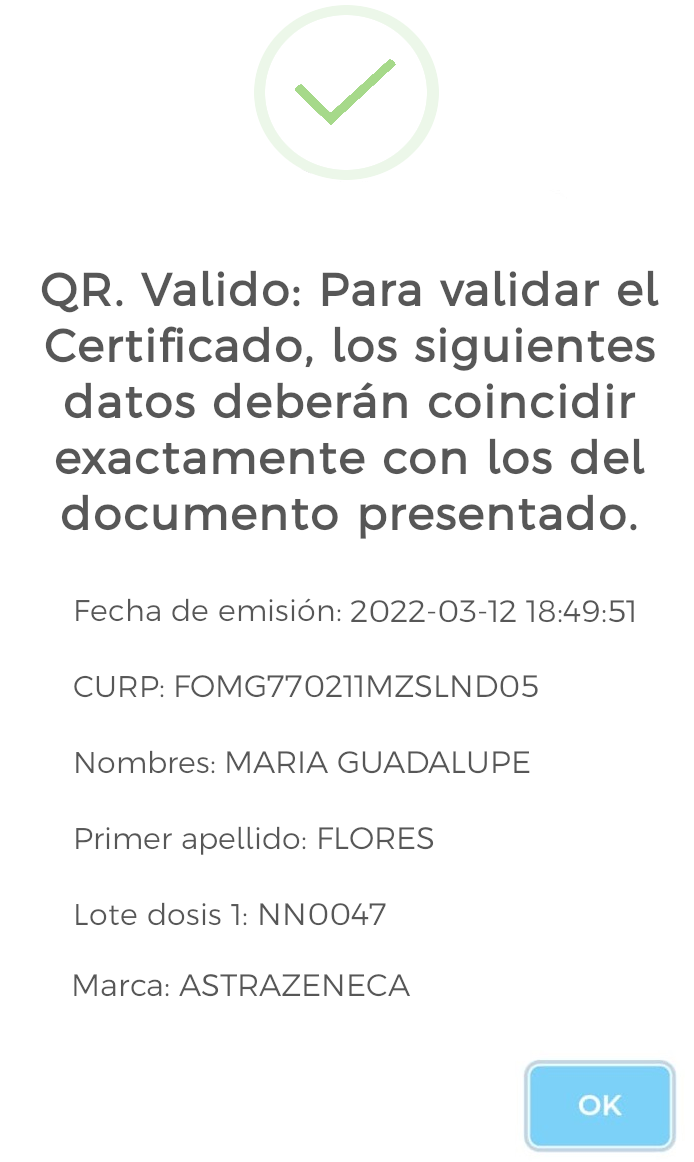 QR. Valido: Para validar el
Certificado, los siguientes
datos deberán coincidir
exactamente con los del
documento presentado.
Fecha de emisión: 2022-03-12 18:49:51
CURP: FOMG770211MZSLND05
Nombres: MARIA GUADALUPE
Primer apellido: FLORES
Lote dosis 1: NN0047
Marca: ASTRAZENECA
OK